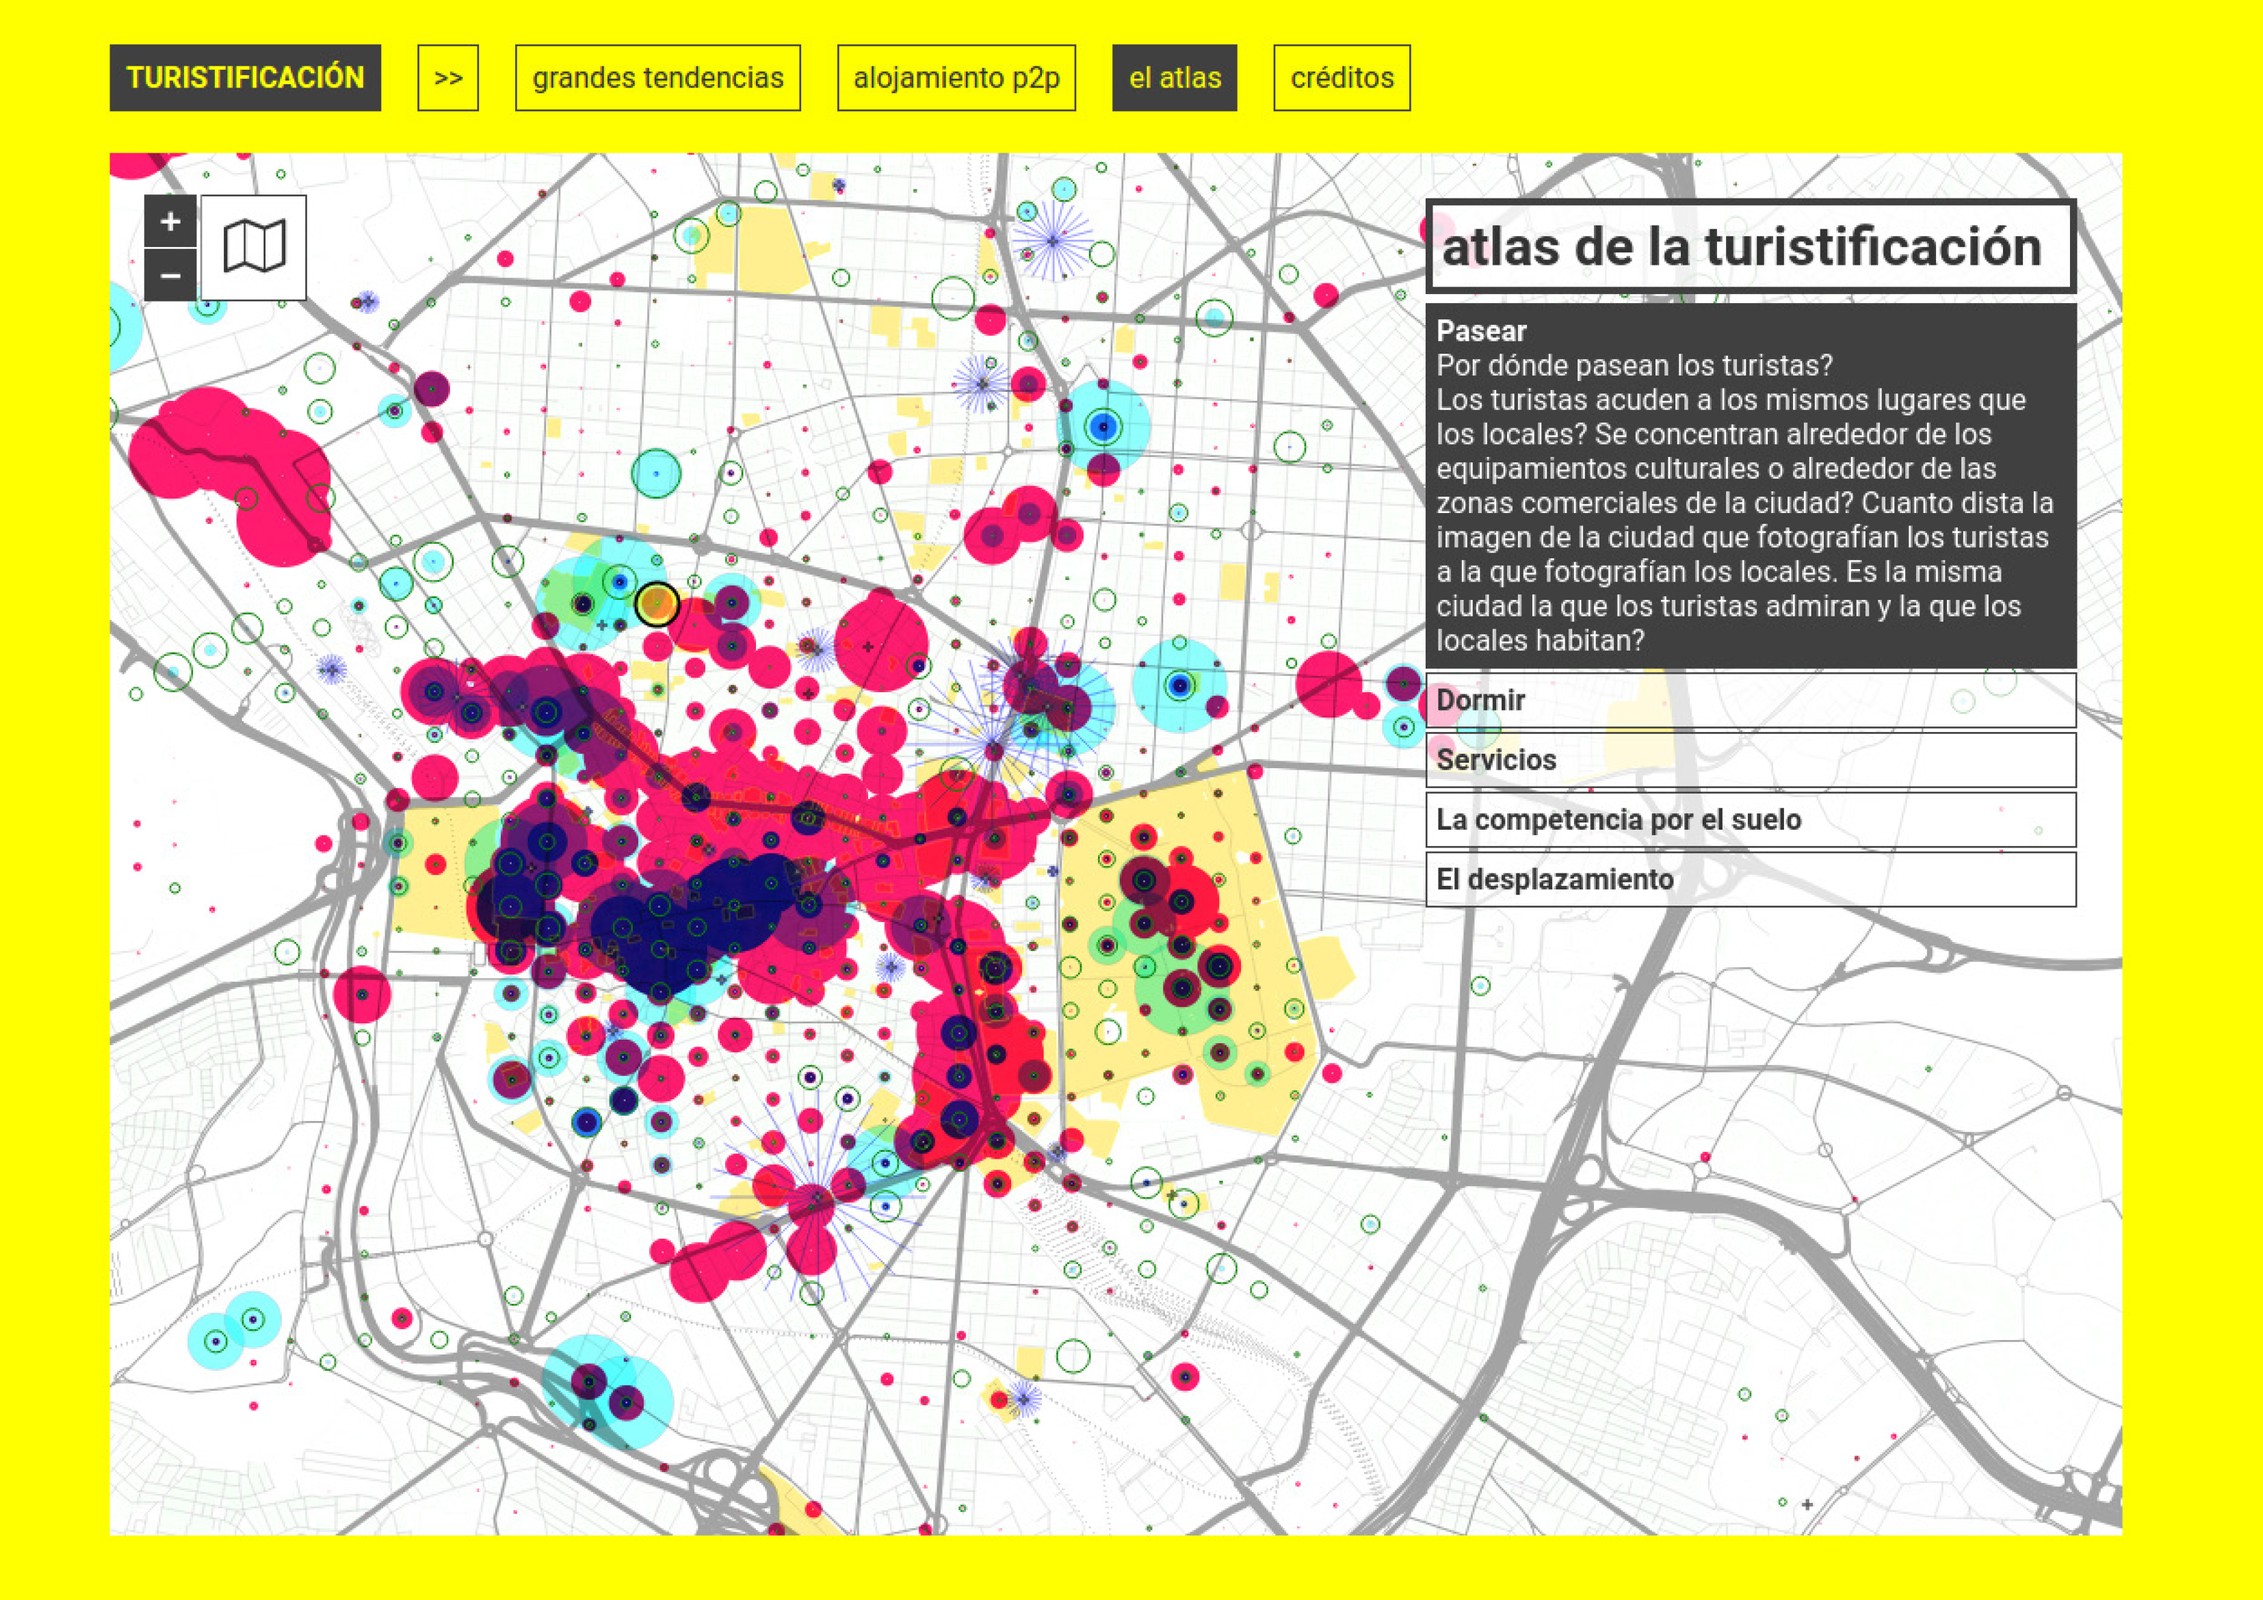 TURISTIFICACIÓN >> grandes tendencias alojamiento p2p el atlas créditos
+
−
atlas de la turistificación
Pasear
Por dónde pasean los turistas?
Los turistas acuden a los mismos lugares que
los locales? Se concentran alrededor de los
equipamientos culturales o alrededor de las
zonas comerciales de la ciudad? Cuanto dista la
imagen de la ciudad que fotografían los turistas
a la que fotografían los locales. Es la misma
ciudad la que los turistas admiran y la que los
locales habitan?
Dormir
Servicios
La competencia por el suelo
El desplazamiento